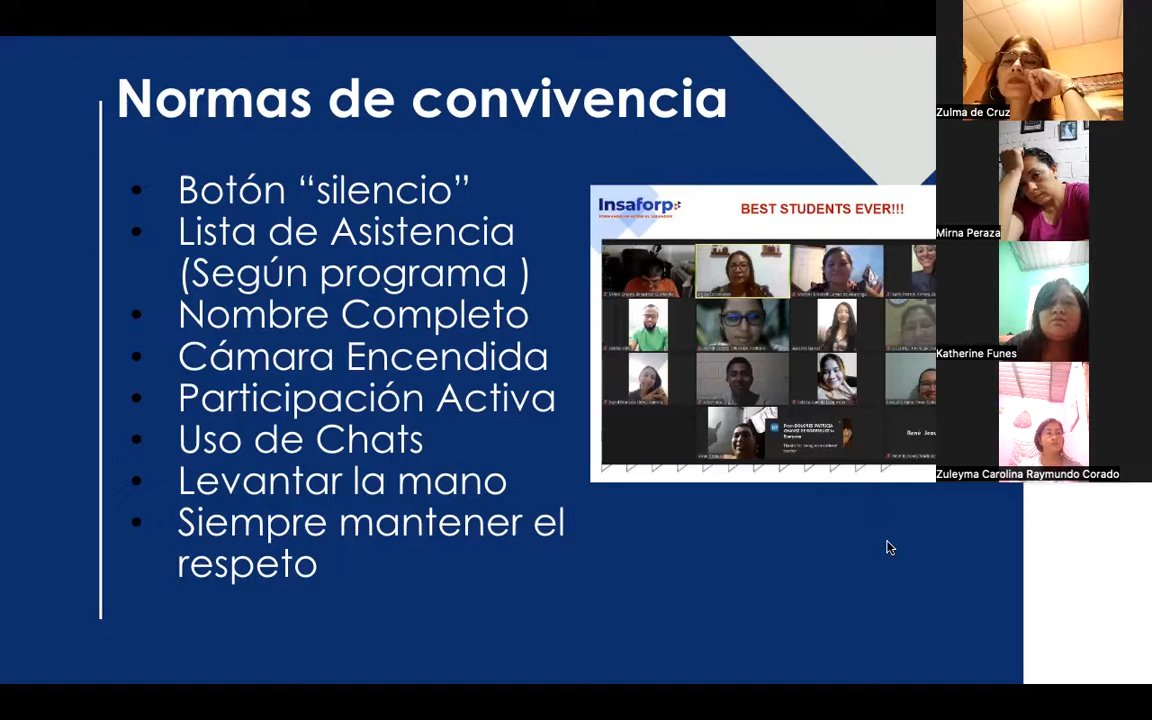 Normas de convivencia
• Botón “silencio”
• Lista de Asistencia
(Según programa )
• Nombre Completo
• Cámara Encendida
• Participación Activa
• Uso de Chats
• Levantar la mano
• Siempre mantener el
respeto
Insaforp
BEST STUDENTS EVER!!!
Zulma de Cruz
Mirna Peraza
Katherine Funes
Zuleyma Carolina Raymundo Corado